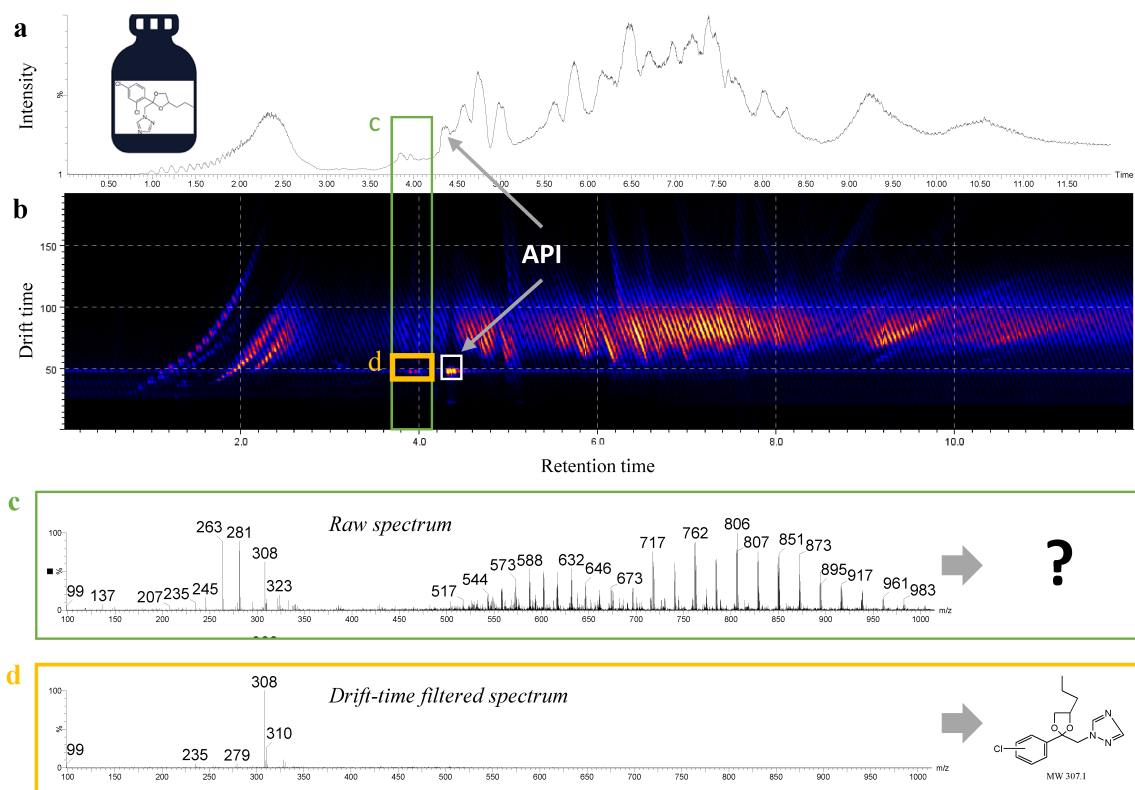 a
Intensity
%
1
Cl
Cl
O
O
N
N
N
c
0.50 1.00 1.50 2.00 2.50 3.00 3.50 4.00 4.50 5.00 5.50 6.00 6.50 7.00 7.50 8.00 8.50 9.00 9.50 10.00 10.50 11.00 11.50
Time
b
Drift time
150
100
50
API
d
2.0 4.0 6.0 8.0 10.0
Retention time
c
Raw spectrum
100
%
99 137 207 235 245 263 281 308 323 517 544 573 588 632 646 673 717 762 806 807 851 873 895 917 961 983
100 150 200 250 300 350 400 450 500 550 600 650 700 750 800 850 900 950 1000 m/z
?
d
Drift-time filtered spectrum
100
%
99 235 279 308 310
100 150 200 250 300 350 400 450 500 550 600 650 700 750 800 850 900 950 1000 m/z
Cl
O
O
N
N
N
MW 307.1